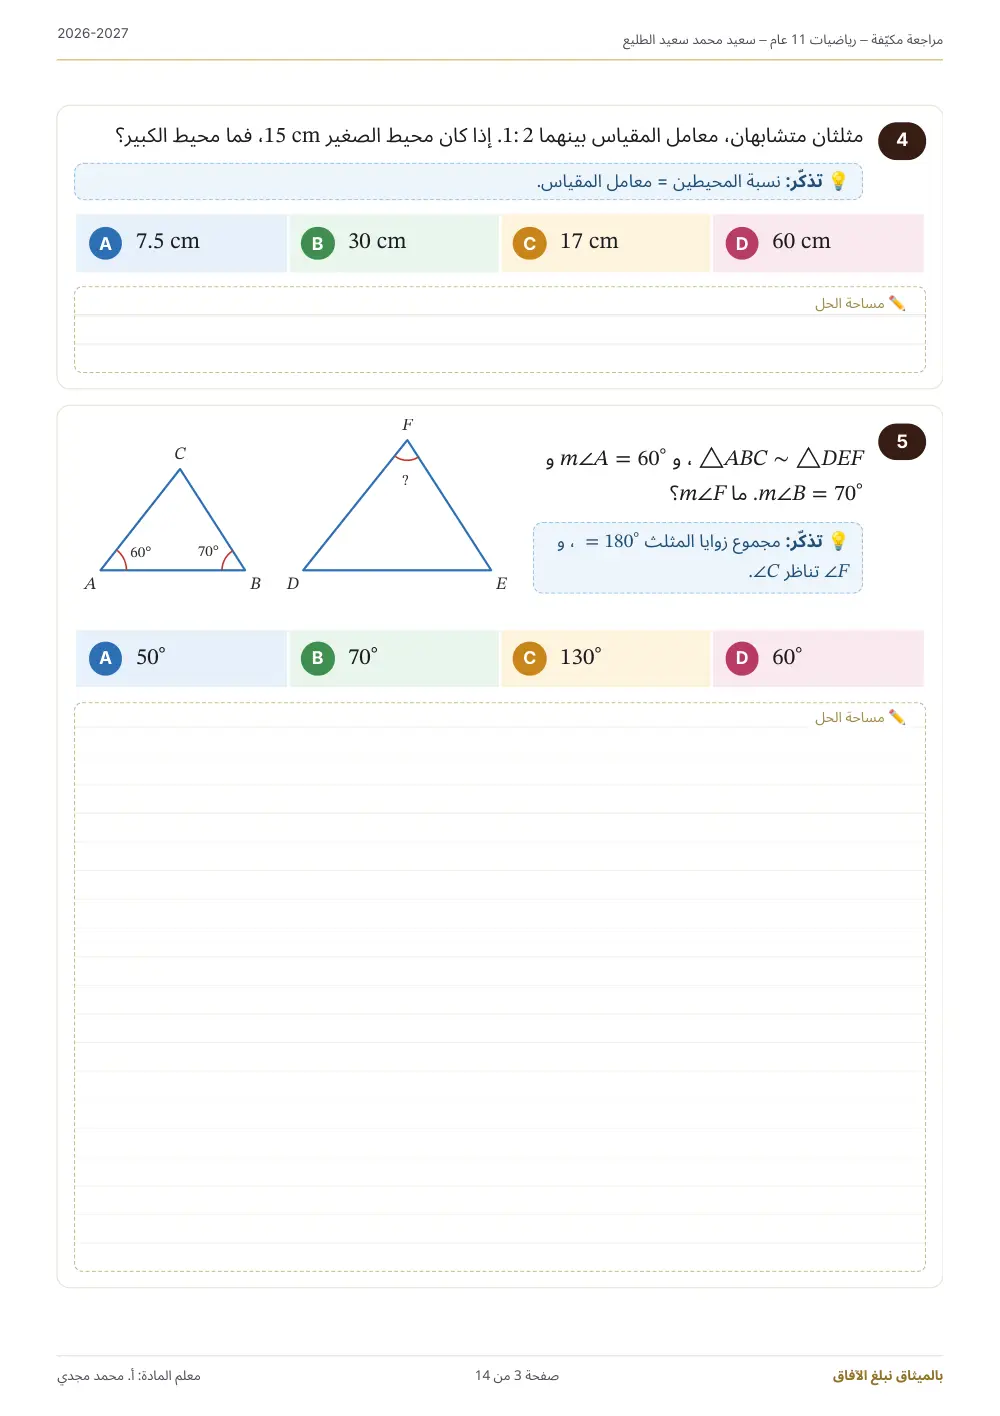 مراجعة مكيّفة – رياضيات 11 عام – سعيد محمد سعيد الطليع
2026-2027
4
مثلثان متشابهان، معامل المقياس بينهما 1:2. إذا كان محيط الصغير 15 cm، فما محيط الكبير؟
💡 تذكّر: نسبة المحيطين = معامل المقياس.
A 7.5 cm
B 30 cm
C 17 cm
D 60 cm
✏️ مساحة الحل
5
△ABC ~ △DEF ، و m∠A = 60° و
m∠B = 70°. ما m∠F؟
💡 تذكّر: مجموع زوايا المثلث 180° = ، و
∠F تناظر ∠C.
F
?
D
E
C
60°
70°
A
B
A 50°
B 70°
C 130°
D 60°
✏️ مساحة الحل
بالميثاق نبلغ الآفاق
صفحة 3 من 14
معلم المادة: أ. محمد مجدي